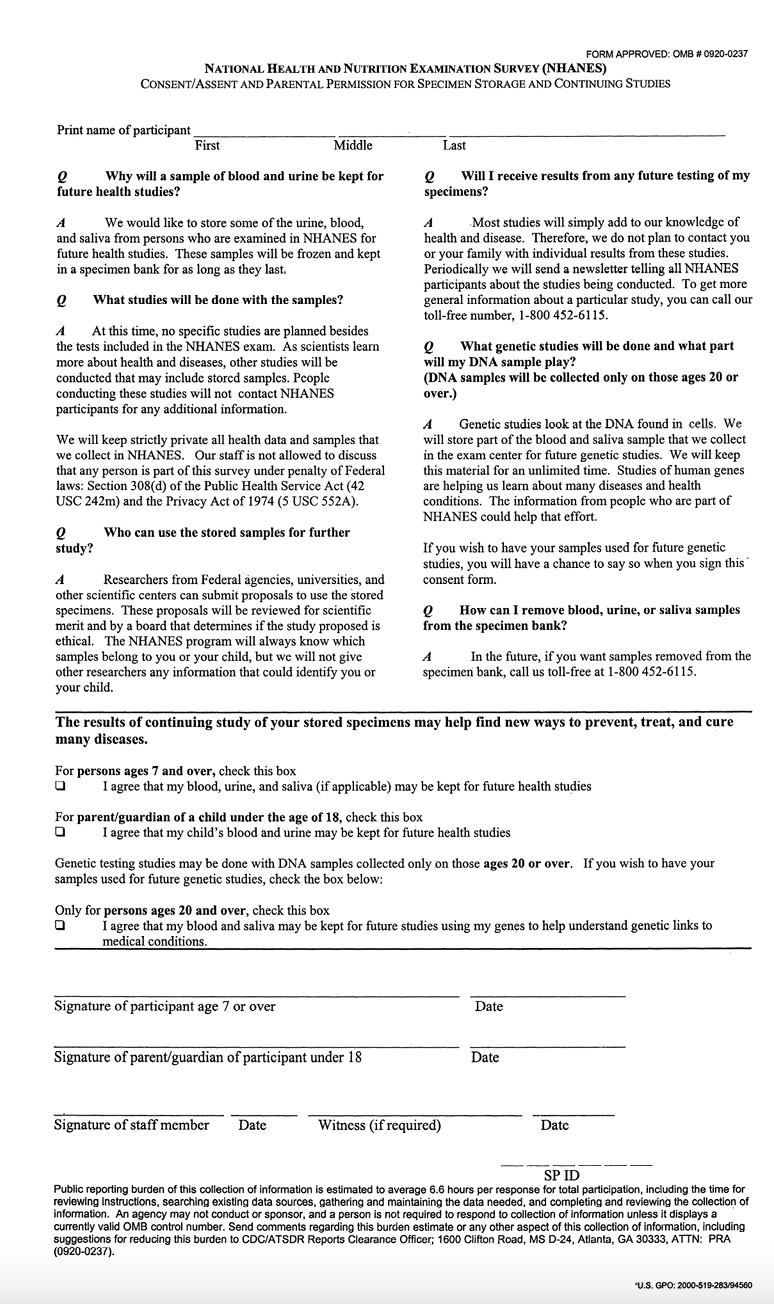 FORM APPROVED: OMB # 0920-0237
NATIONAL HEALTH AND NUTRITION EXAMINATION SURVEY (NHANES)
CONSENT/ASSENT AND PARENTAL PERMISSION FOR SPECIMEN STORAGE AND CONTINUING STUDIES
Print name of participant
First Middle Last
Q Why will a sample of blood and urine be kept for
future health studies?
A We would like to store some of the urine, blood,
and saliva from persons who are examined in NHANES for
future health studies. These samples will be frozen and kept
in a specimen bank for as long as they last.
Q What studies will be done with the samples?
A At this time, no specific studies are planned besides
the tests included in the NHANES exam. As scientists learn
more about health and diseases, other studies will be
conducted that may include stored samples. People
conducting these studies will not contact NHANES
participants for any additional information.
We will keep strictly private all health data and samples that
we collect in NHANES. Our staff is not allowed to discuss
that any person is part of this survey under penalty of Federal
laws: Section 308(d) of the Public Health Service Act (42
USC 242m) and the Privacy Act of 1974 (5 USC 552A).
Q Who can use the stored samples for further
study?
A Researchers from Federal agencies, universities, and
other scientific centers can submit proposals to use the stored
specimens. These proposals will be reviewed for scientific
merit and by a board that determines if the study proposed is
ethical. The NHANES program will always know which
samples belong to you or your child, but we will not give
other researchers any information that could identify you or
your child.
Q Will I receive results from any future testing of my
specimens?
A Most studies will simply add to our knowledge of
health and disease. Therefore, we do not plan to contact you
or your family with individual results from these studies.
Periodically we will send a newsletter telling all NHANES
participants about the studies being conducted. To get more
general information about a particular study, you can call our
toll-free number, 1-800 452-6115.
Q What genetic studies will be done and what part
will my DNA sample play?
(DNA samples will be collected only on those ages 20 or
over.)
A Genetic studies look at the DNA found in cells. We
will store part of the blood and saliva sample that we collect
in the exam center for future genetic studies. We will keep
this material for an unlimited time. Studies of human genes
are helping us learn about many diseases and health
conditions. The information from people who are part of
NHANES could help that effort.
If you wish to have your samples used for future genetic
studies, you will have a chance to say so when you sign this
consent form.
Q How can I remove blood, urine, or saliva samples
from the specimen bank?
A In the future, if you want samples removed from the
specimen bank, call us toll-free at 1-800 452-6115.
The results of continuing study of your stored specimens may help find new ways to prevent, treat, and cure
many diseases.
For persons ages 7 and over, check this box
❑ I agree that my blood, urine, and saliva (if applicable) may be kept for future health studies
For parent/guardian of a child under the age of 18, check this box
❑ I agree that my child's blood and urine may be kept for future health studies
Genetic testing studies may be done with DNA samples collected only on those ages 20 or over. If you wish to have your
samples used for future genetic studies, check the box below:
Only for persons ages 20 and over, check this box
❑ I agree that my blood and saliva may be kept for future studies using my genes to help understand genetic links to
medical conditions.
Signature of participant age 7 or over Date
Signature of parent/guardian of participant under 18 Date
Signature of staff member Date Witness (if required) Date
SP ID
Public reporting burden of this collection of information is estimated to average 6.6 hours per response for total participation, including the time for
reviewing instructions, searching existing data sources, gathering and maintaining the data needed, and completing and reviewing the collection of
information. An agency may not conduct or sponsor, and a person is not required to respond to collection of information unless it displays a
currently valid OMB control number. Send comments regarding this burden estimate or any other aspect of this collection of information, including
suggestions for reducing this burden to CDC/ATSDR Reports Clearance Officer; 1600 Clifton Road, MS D-24, Atlanta, GA 30333, ATTN: PRA
(0920-0237).
*U.S. GPO: 2000-519-283/94560